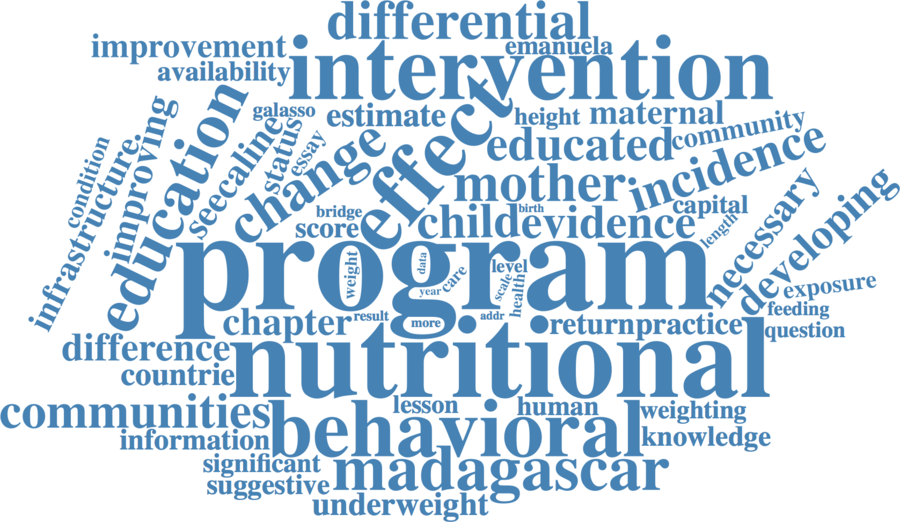 differential
improvement
emanuela
intervention
availability
galasso
estimate
height
maternal
education
effect
community
condition
infrastructure
improving
seecaline
status
essay
change
educated
incidence
mother
capital
necessary
developing
bridge
birth
score
child
evidence
length
program
weight
data
care
level
scale
health
year
exposure
feeding
chapter
result
more
addr
return
practice
question
difference
nutritional
countrie
communities
lesson
human
weighting
behavioral
information
knowledge
significant
madagascar
suggestive
underweight